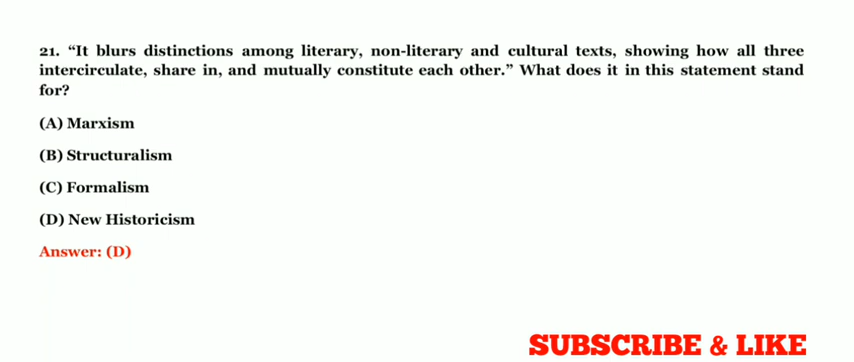 21. “It blurs distinctions among literary, non-literary and cultural texts, showing how all three
intercirculate, share in, and mutually constitute each other.” What does it in this statement stand
for?
(A) Marxism
(B) Structuralism
(C) Formalism
(D) New Historicism
Answer: (D)
SUBSCRIBE & LIKE